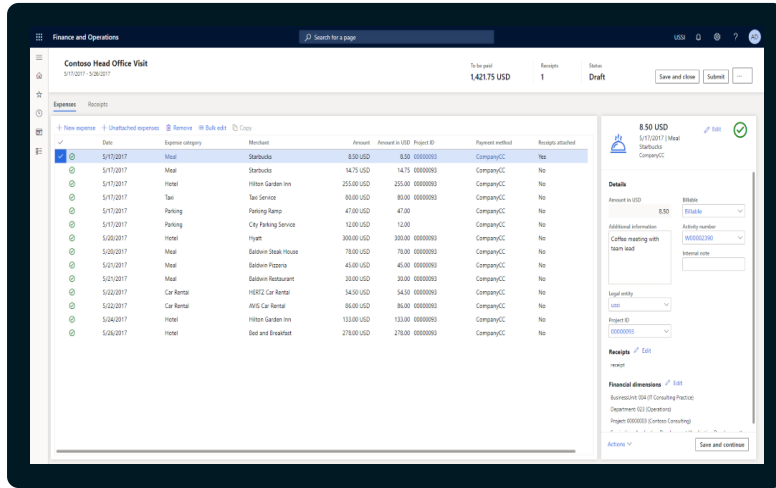 Finance and Operations Search for a page USSI ? AD
Contoso Head Office Visit
5/17/2017 - 5/26/2017
To be paid Receipts Status
1,421.75 USD 1 Draft
Save and close Submit ...
Expenses Receipts
+ New expense + Unattached expenses Remove Bulk edit Copy
Date Expense category Merchant Amount Amount in USD Project ID Payment method Receipts attached
5/17/2017 Meal Starbucks 8.50 USD 8.50 00000093 CompanyCC Yes
5/17/2017 Meal Starbucks 14.75 USD 14.75 00000093 CompanyCC No
5/17/2017 Hotel Hilton Garden Inn 255.00 USD 255.00 00000093 CompanyCC No
5/17/2017 Taxi Taxi Service 80.00 USD 80.00 00000093 CompanyCC No
5/17/2017 Parking Parking Ramp 47.00 USD 47.00 CompanyCC No
5/17/2017 Parking City Parking Service 12.00 USD 12.00 CompanyCC No
5/20/2017 Hotel Hyatt 300.00 USD 300.00 00000093 CompanyCC No
5/20/2017 Meal Baldwin Steak House 78.00 USD 78.00 00000093 CompanyCC No
5/21/2017 Meal Baldwin Pizzeria 45.00 USD 45.00 00000093 CompanyCC No
5/21/2017 Meal Baldwin Restaurant 30.00 USD 30.00 00000093 CompanyCC No
5/22/2017 Car Rental HERTZ Car Rental 54.50 USD 54.50 00000093 CompanyCC No
5/22/2017 Car Rental AVIS Car Rental 86.00 USD 86.00 00000093 CompanyCC No
5/24/2017 Hotel Hilton Garden Inn 133.00 USD 133.00 00000093 CompanyCC No
5/26/2017 Hotel Bed and Breakfast 278.00 USD 278.00 00000093 CompanyCC No
8.50 USD Edit
5/17/2017 | Meal
Starbucks
CompanyCC
Details
Amount in USD Billable
8.50 Billable
Additional information Activity number
Coffee meeting with W00002390
team lead Internal note
Legal entity
ussi
Project ID
00000093
Receipts Edit
receipt
Financial dimensions Edit
BusinessUnit: 004 (IT Consulting Practice)
Department: 023 (Operations)
Project: 00000003 (Contoso Consulting)
Actions Save and continue